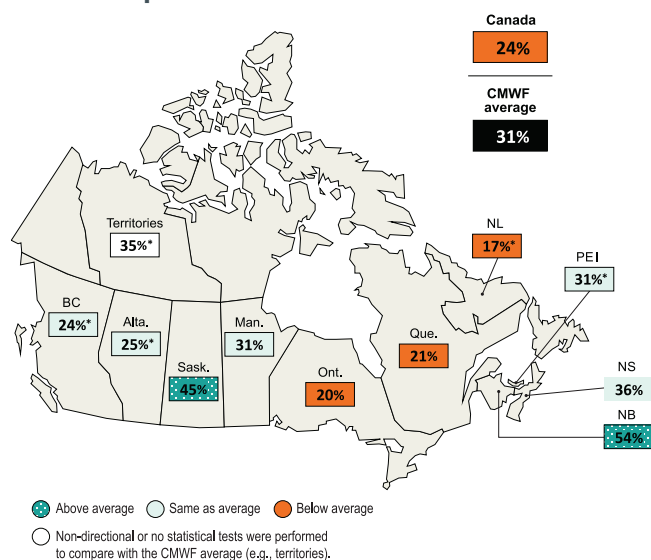 Canada
24%
CMWF
average
31%
Territories
35%*
NL
17%*
PEI
31%*
BC
24%*
Alta.
25%*
Sask.
45%
Man.
31%
Ont.
20%
Que.
21%
NS
36%
NB
54%
Above average
Same as average
Below average
Non-directional or no statistical tests were performed
to compare with the CMWF average (e.g., territories).